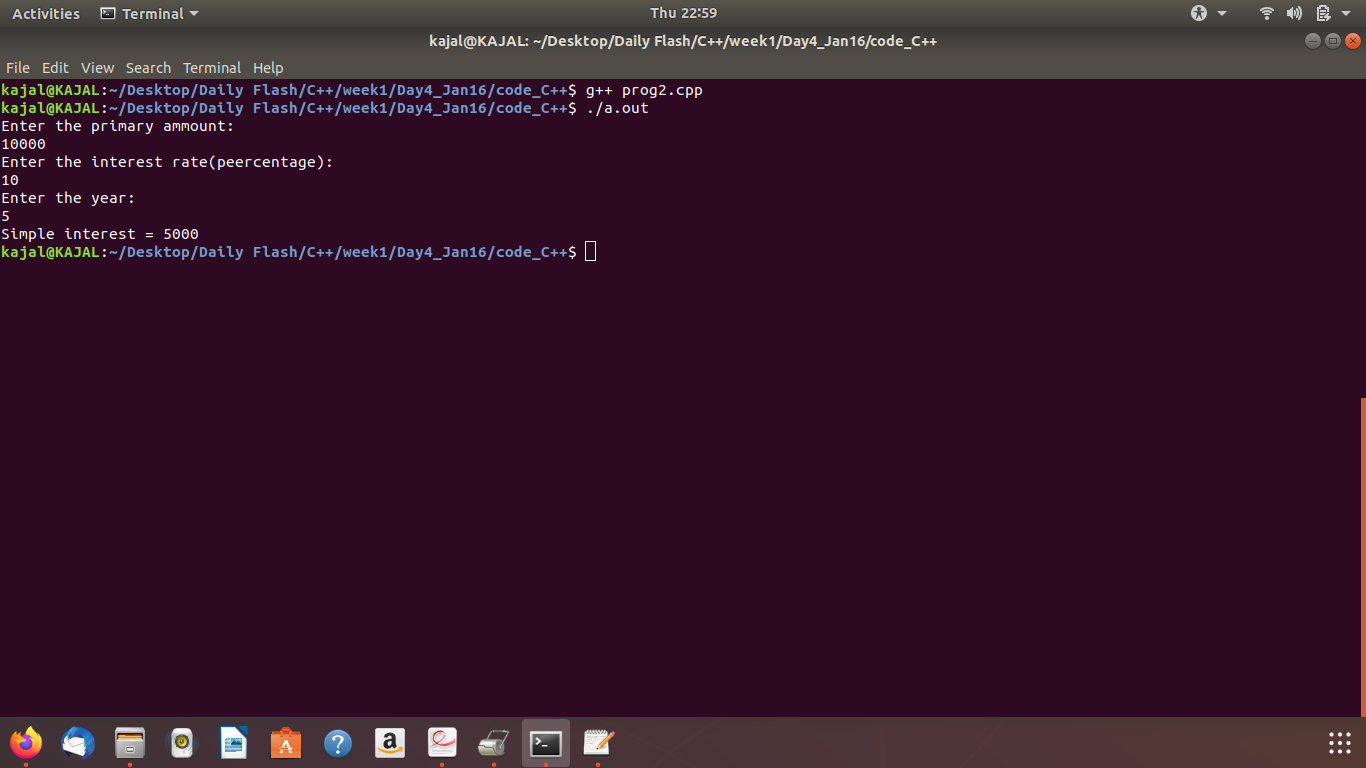 Activities Terminal Thu 22:59
kajal@KAJAL: ~/Desktop/Daily Flash/C++/week1/Day4_Jan16/code_C++
File Edit View Search Terminal Help
kajal@KAJAL:~/Desktop/Daily Flash/C++/week1/Day4_Jan16/code_C++$ g++ prog2.cpp
kajal@KAJAL:~/Desktop/Daily Flash/C++/week1/Day4_Jan16/code_C++$ ./a.out
Enter the primary ammount:
10000
Enter the interest rate(peercentage):
10
Enter the year:
5
Simple interest = 5000
kajal@KAJAL:~/Desktop/Daily Flash/C++/week1/Day4_Jan16/code_C++$